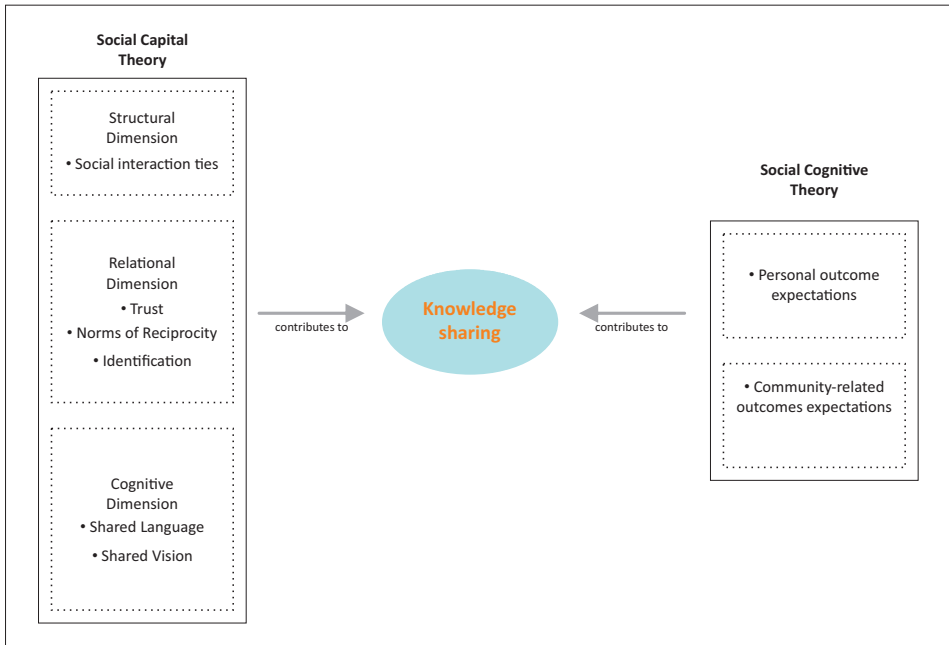 Social Capital
Theory
Structural
Dimension
• Social interaction ties
Relational
Dimension
• Trust
• Norms of Reciprocity
• Identification
Cognitive
Dimension
• Shared Language
• Shared Vision
contributes to
Knowledge
sharing
contributes to
Social Cognitive
Theory
• Personal outcome
expectations
• Community-related
outcomes expectations